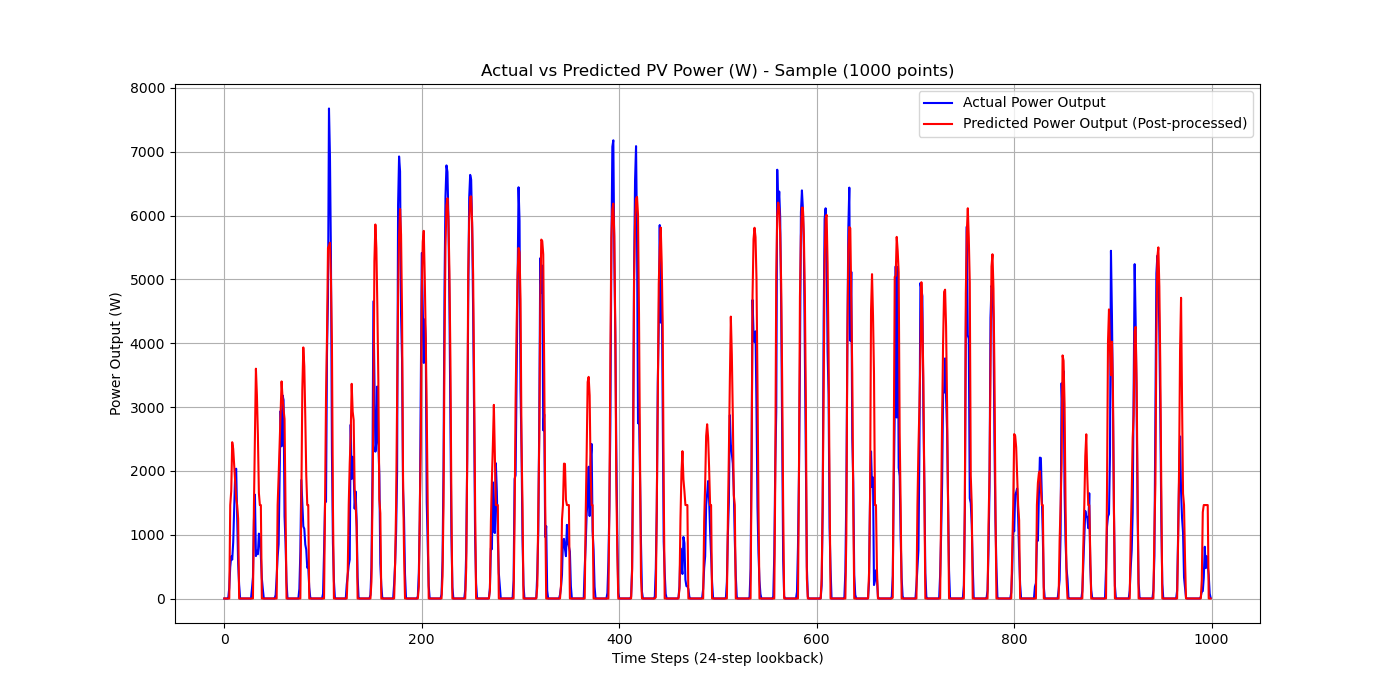 Actual vs Predicted PV Power (W) - Sample (1000 points)
Actual Power Output
Predicted Power Output (Post-processed)
8000
7000
6000
5000
4000
3000
2000
1000
0
Power Output (W)
0 200 400 600 800 1000
Time Steps (24-step lookback)